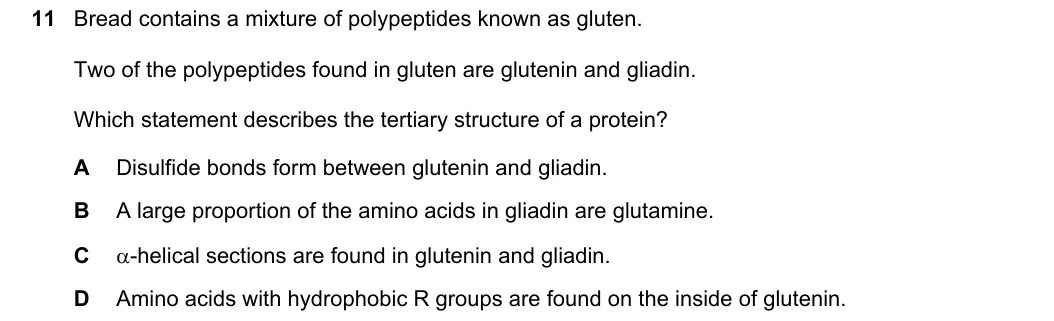 11 Bread contains a mixture of polypeptides known as gluten.
Two of the polypeptides found in gluten are glutenin and gliadin.
Which statement describes the tertiary structure of a protein?
A Disulfide bonds form between glutenin and gliadin.
B A large proportion of the amino acids in gliadin are glutamine.
C α-helical sections are found in glutenin and gliadin.
D Amino acids with hydrophobic R groups are found on the inside of glutenin.